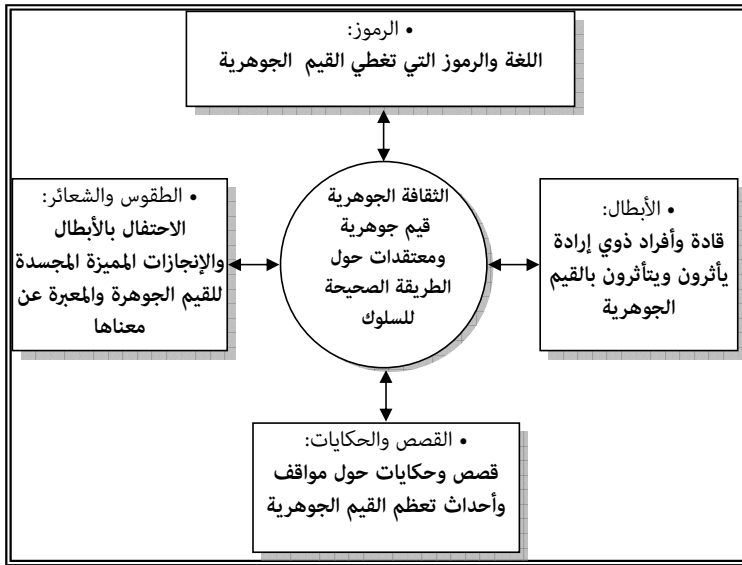 • الرموز:
اللغة والرموز التي تغطي القيم الجوهرية
• الأبطال:
قادة وأفراد ذوي إرادة
يأثرون ويتأثرون بالقيم
الجوهرية
الثقافة الجوهرية
قيم جوهرية
ومعتقدات حول
الطريقة الصحيحة
للسلوك
• الطقوس والشعائر:
الاحتفال بالأبطال
والإنجازات المميزة المجسدة
للقيم الجوهرة والمعبرة عن
معناها
• القصص والحكايات:
قصص وحكايات حول مواقف
وأحداث تعظم القيم الجوهرية